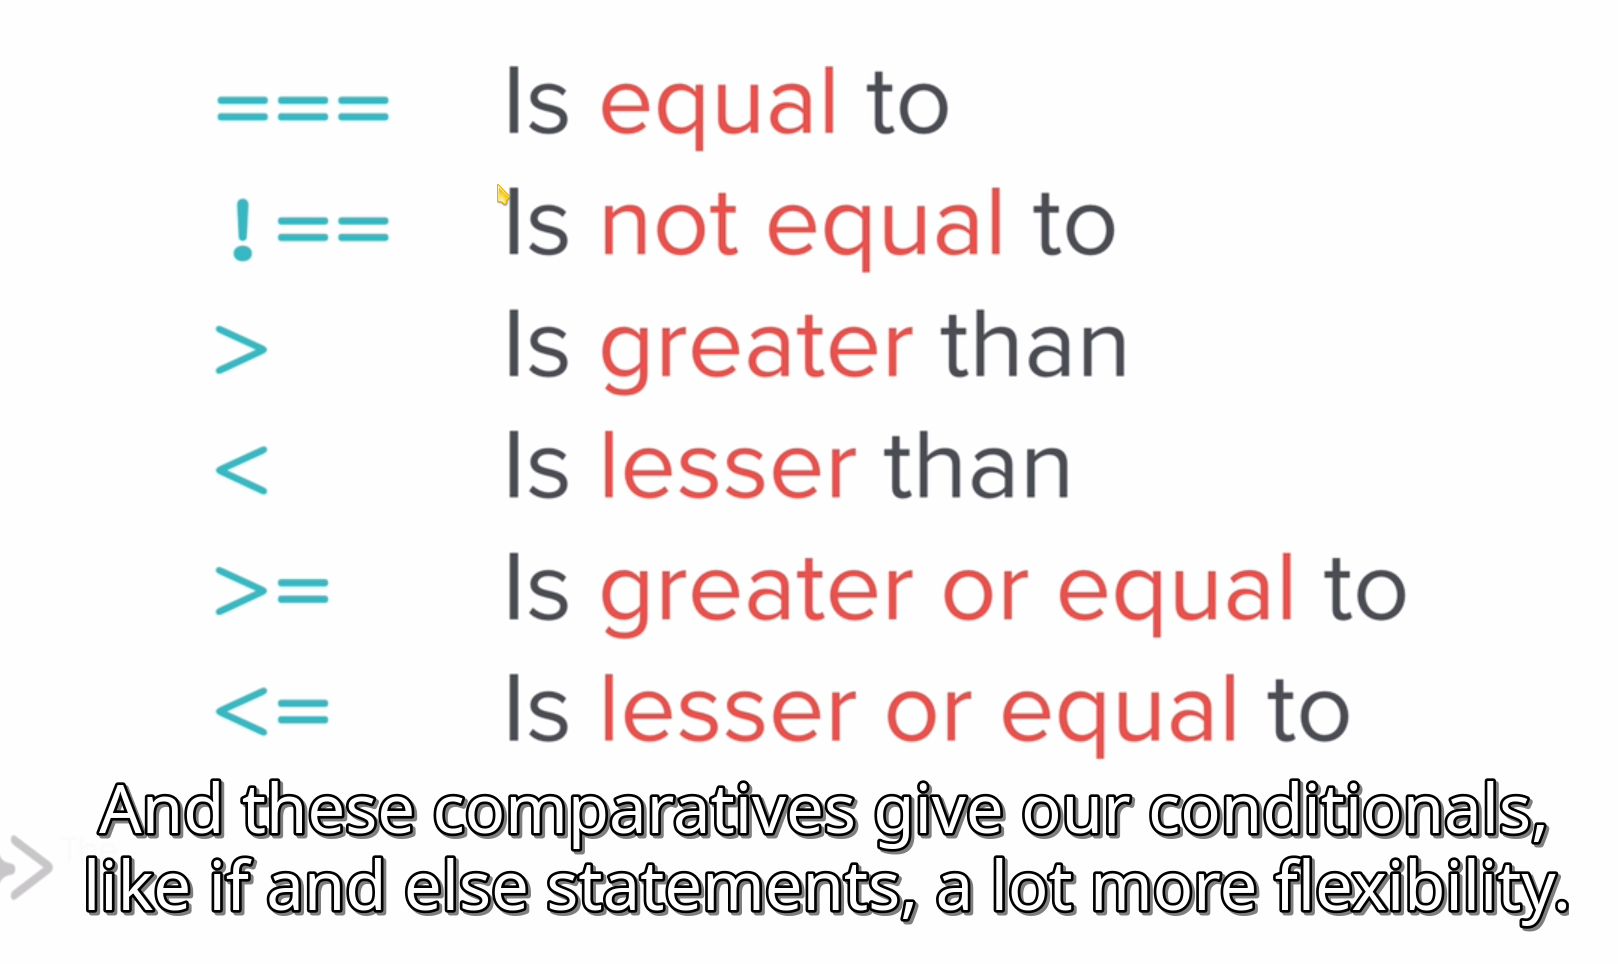 === Is equal to
!== Is not equal to
> Is greater than
< Is lesser than
>= Is greater or equal to
<= Is lesser or equal to
And these comparatives give our conditionals,
like if and else statements, a lot more flexibility.